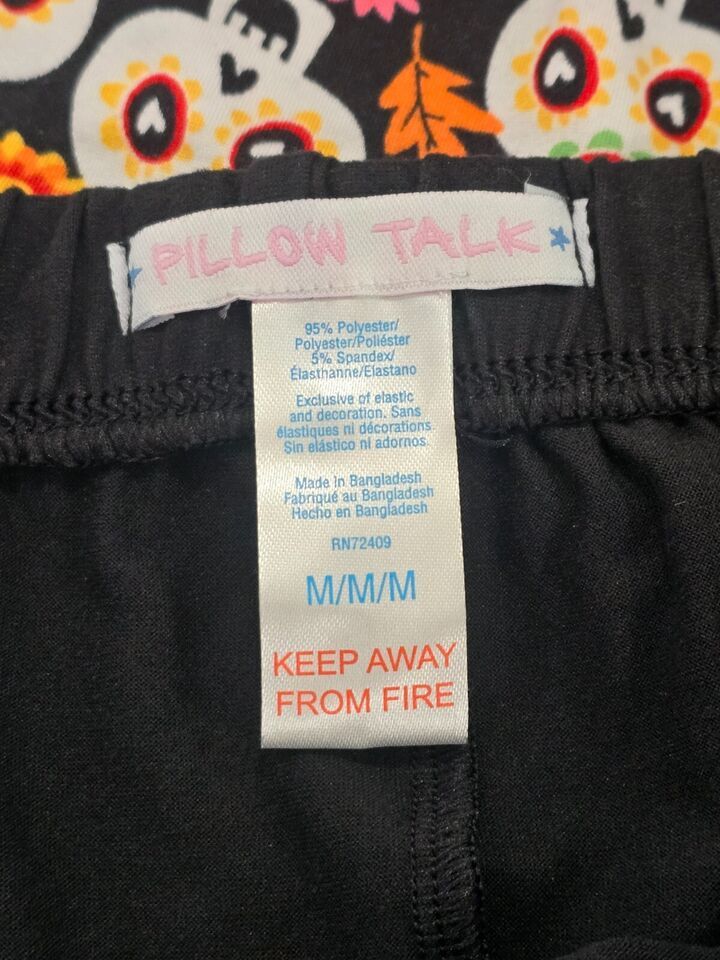 PILLOW TALK
95% Polyester/
Polyester/Poliéster
5% Spandex/
Élasthanne/Elastano
Exclusive of elastic
and decoration. Sans
élastiques ni décorations.
Sin elástico ni adornos.
Made in Bangladesh
Fabriqué au Bangladesh
Hecho en Bangladesh
RN72409
M/M/M
KEEP AWAY
FROM FIRE